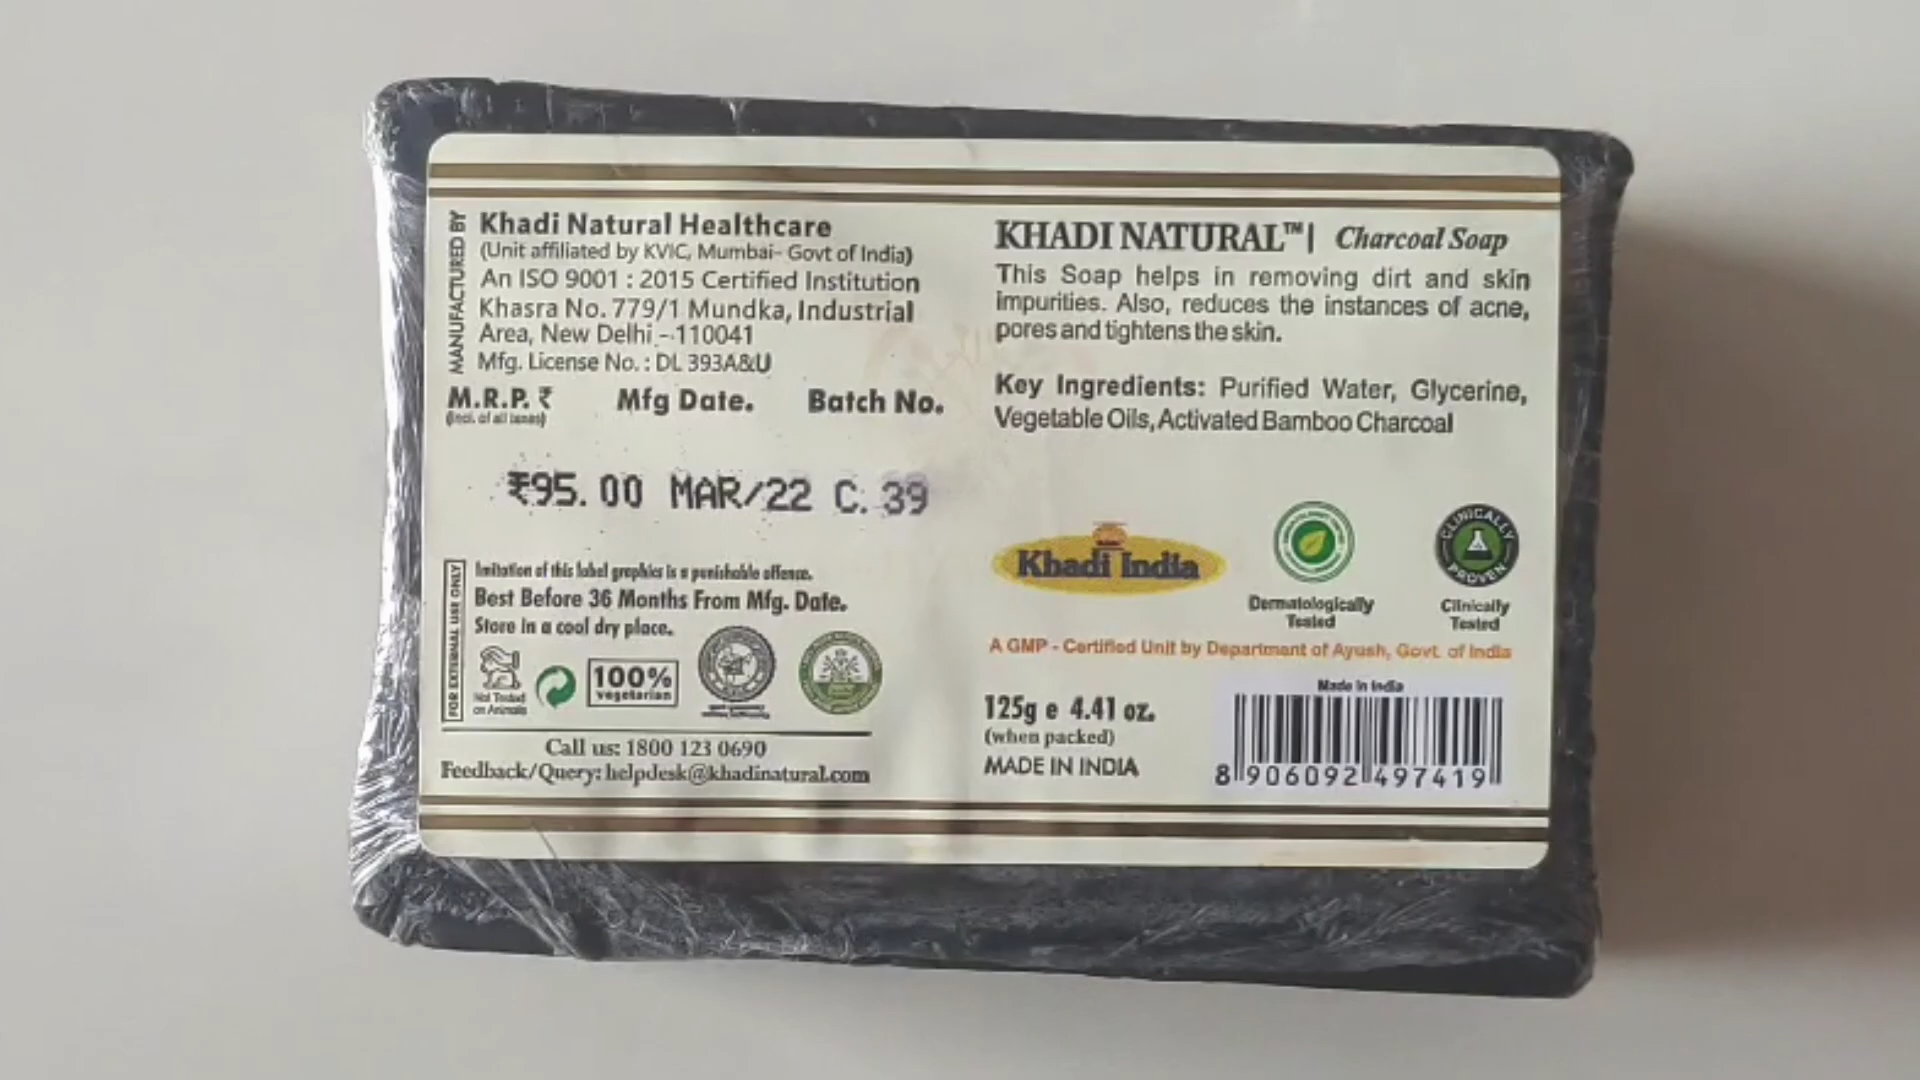 MANUFACTURED BY
Khadi Natural Healthcare
(Unit affiliated by KVIC, Mumbai- Govt of India)
An ISO 9001 : 2015 Certified Institution
Khasra No. 779/1 Mundka, Industrial
Area, New Delhi -110041
Mfg. License No. : DL 393A&U
M.R.P. ₹ Mfg Date. Batch No.
(Incl. of all taxes)
₹95.00 MAR/22 C. 39
FOR EXTERNAL USE ONLY
Imitation of this label graphics is a punishable offence.
Best Before 36 Months From Mfg. Date.
Store in a cool dry place.
Not Tested
on Animals
100%
vegetarian
Call us: 1800 123 0690
Feedback/Query: helpdesk@khadinatural.com
KHADI NATURAL™| Charcoal Soap
This Soap helps in removing dirt and skin
impurities. Also, reduces the instances of acne,
pores and tightens the skin.
Key Ingredients: Purified Water, Glycerine,
Vegetable Oils, Activated Bamboo Charcoal
Khadi India
Dermatologically
Tested
CLINICALLY
PROVEN
Clinically
Tested
A GMP - Certified Unit by Department of Ayush, Govt. of India
125g e 4.41 oz.
(when packed)
MADE IN INDIA
Made in India
8 906092 497419